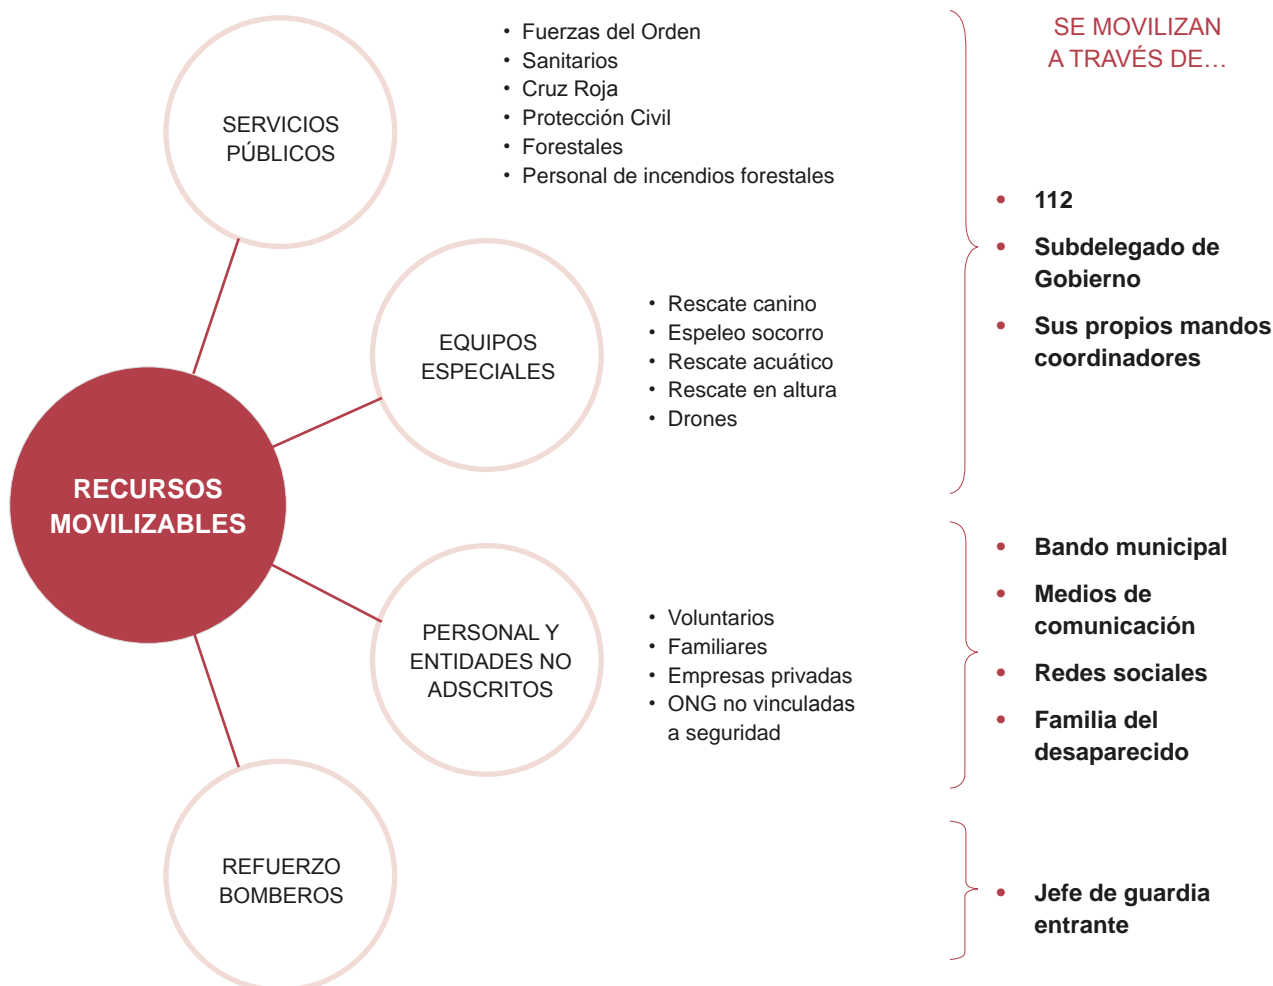 SE MOVILIZAN
A TRAVÉS DE…
SERVICIOS
PÚBLICOS
• Fuerzas del Orden
• Sanitarios
• Cruz Roja
• Protección Civil
• Forestales
• Personal de incendios forestales
EQUIPOS
ESPECIALES
• Rescate canino
• Espeleo socorro
• Rescate acuático
• Rescate en altura
• Drones
• 112
• Subdelegado de
Gobierno
• Sus propios mandos
coordinadores
RECURSOS
MOVILIZABLES
PERSONAL Y
ENTIDADES NO
ADSCRITOS
• Voluntarios
• Familiares
• Empresas privadas
• ONG no vinculadas
a seguridad
• Bando municipal
• Medios de
comunicación
• Redes sociales
• Familia del
desaparecido
REFUERZO
BOMBEROS
• Jefe de guardia
entrante